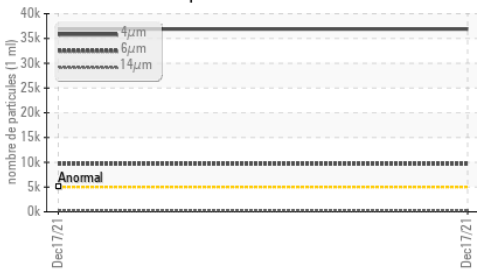 nombre de particules (1 ml)
40k
35k
30k
25k
20k
15k
10k
5k
0k
4µm
6µm
14µm
Anormal
Dec17/21
Dec17/21